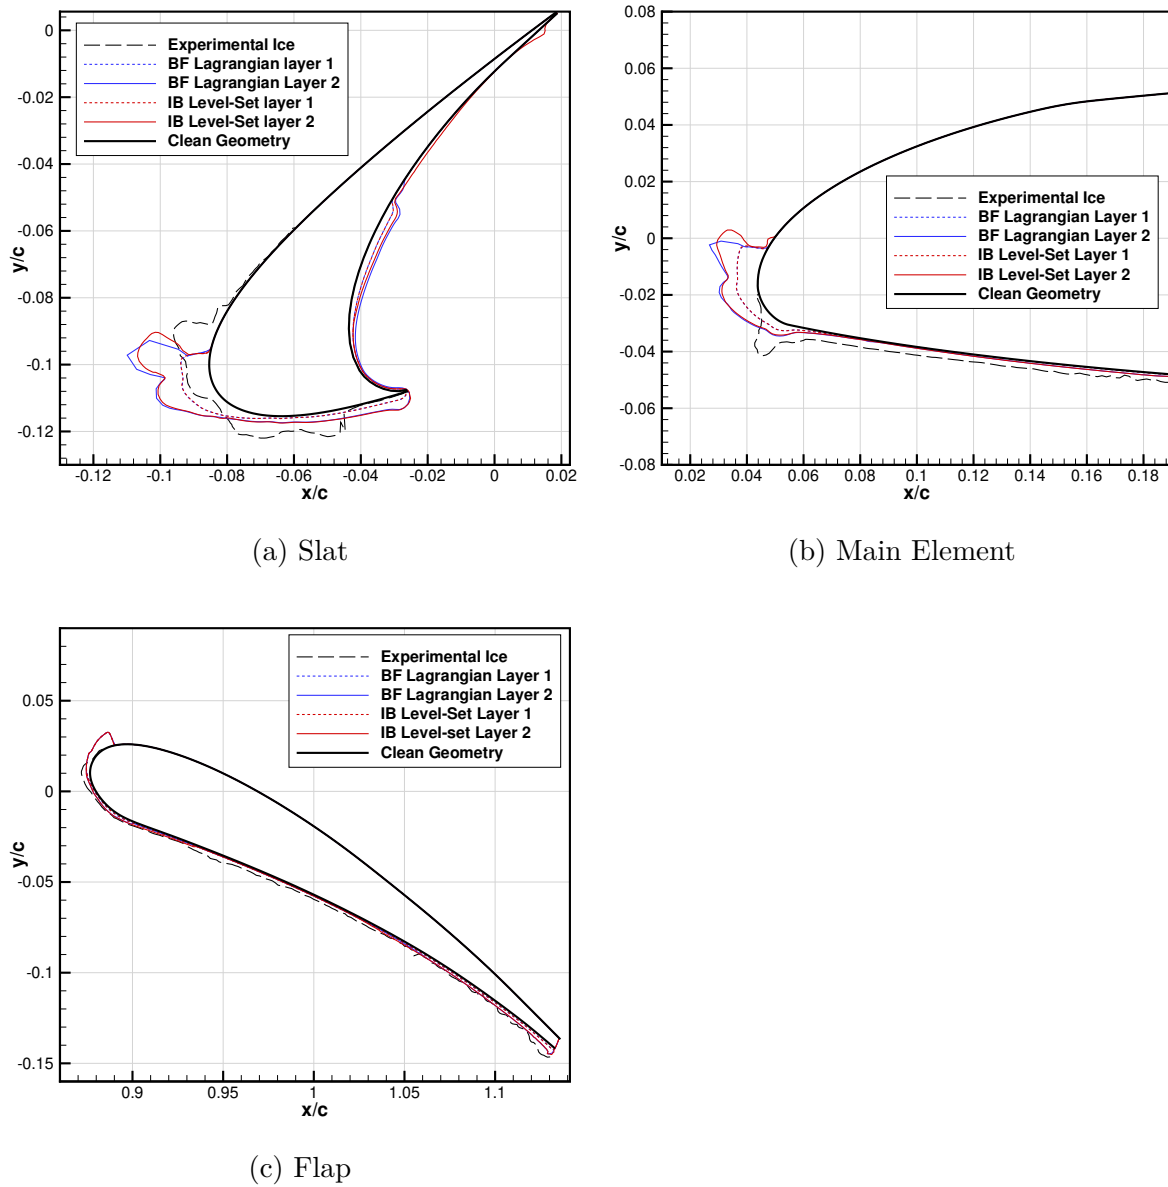 0
-0.02
-0.04
-0.06
-0.08
-0.1
-0.12
y/c
Experimental Ice
BF Lagrangian layer 1
BF Lagrangian Layer 2
IB Level-Set layer 1
IB Level-Set layer 2
Clean Geometry
-0.12 -0.1 -0.08 -0.06 -0.04 -0.02 0 0.02
x/c
(a) Slat
0.08
0.06
0.04
0.02
0
-0.02
-0.04
-0.06
-0.08
y/c
Experimental Ice
BF Lagrangian Layer 1
BF Lagrangian Layer 2
IB Level-Set Layer 1
IB Level-Set Layer 2
Clean Geometry
0.02 0.04 0.06 0.08 0.1 0.12 0.14 0.16 0.18
x/c
(b) Main Element
0.05
0
-0.05
-0.1
-0.15
y/c
Experimental Ice
BF Lagrangian Layer 1
BF Lagrangian Layer 2
IB Level-Set Layer 1
IB Level-set Layer 2
Clean Geometry
0.9 0.95 1 1.05 1.1
x/c
(c) Flap